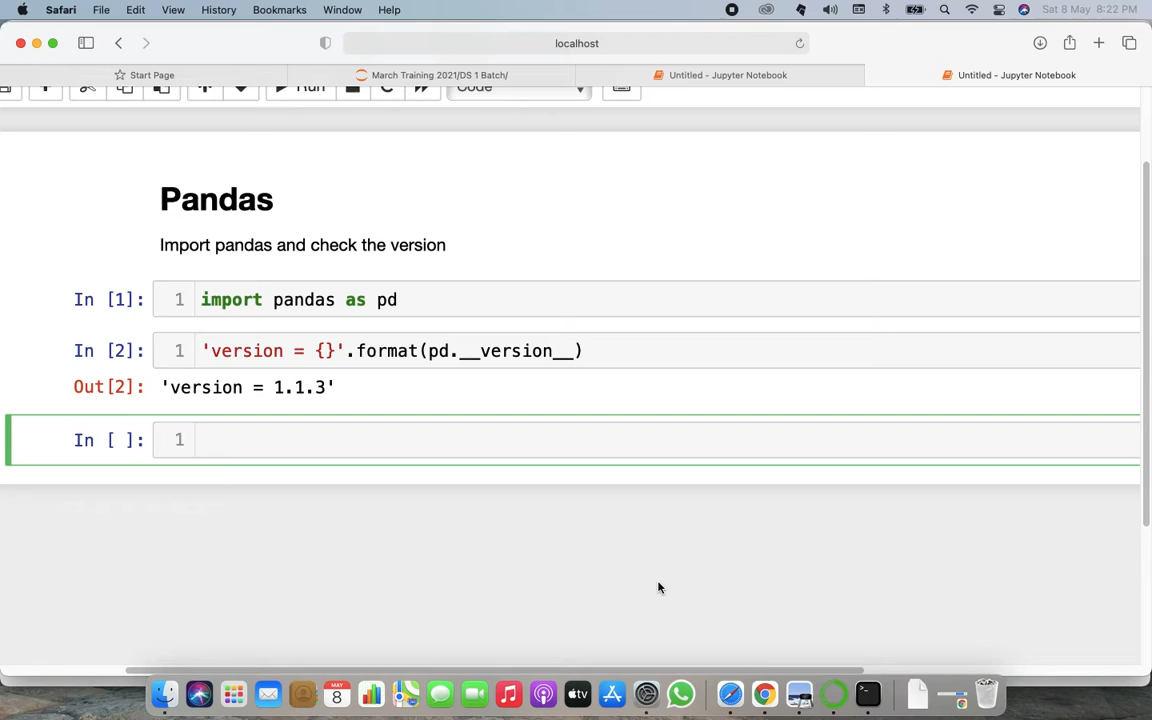 Safari File Edit View History Bookmarks Window Help Sat 8 May 8:22 PM
localhost
Start Page March Training 2021/DS 1 Batch/ Untitled - Jupyter Notebook Untitled - Jupyter Notebook
Run Code
Pandas
Import pandas and check the version
In [1]: 1 import pandas as pd
In [2]: 1 'version = {}'.format(pd.__version__)
Out[2]: 'version = 1.1.3'
In [ ]: 1
MAY
8
tv